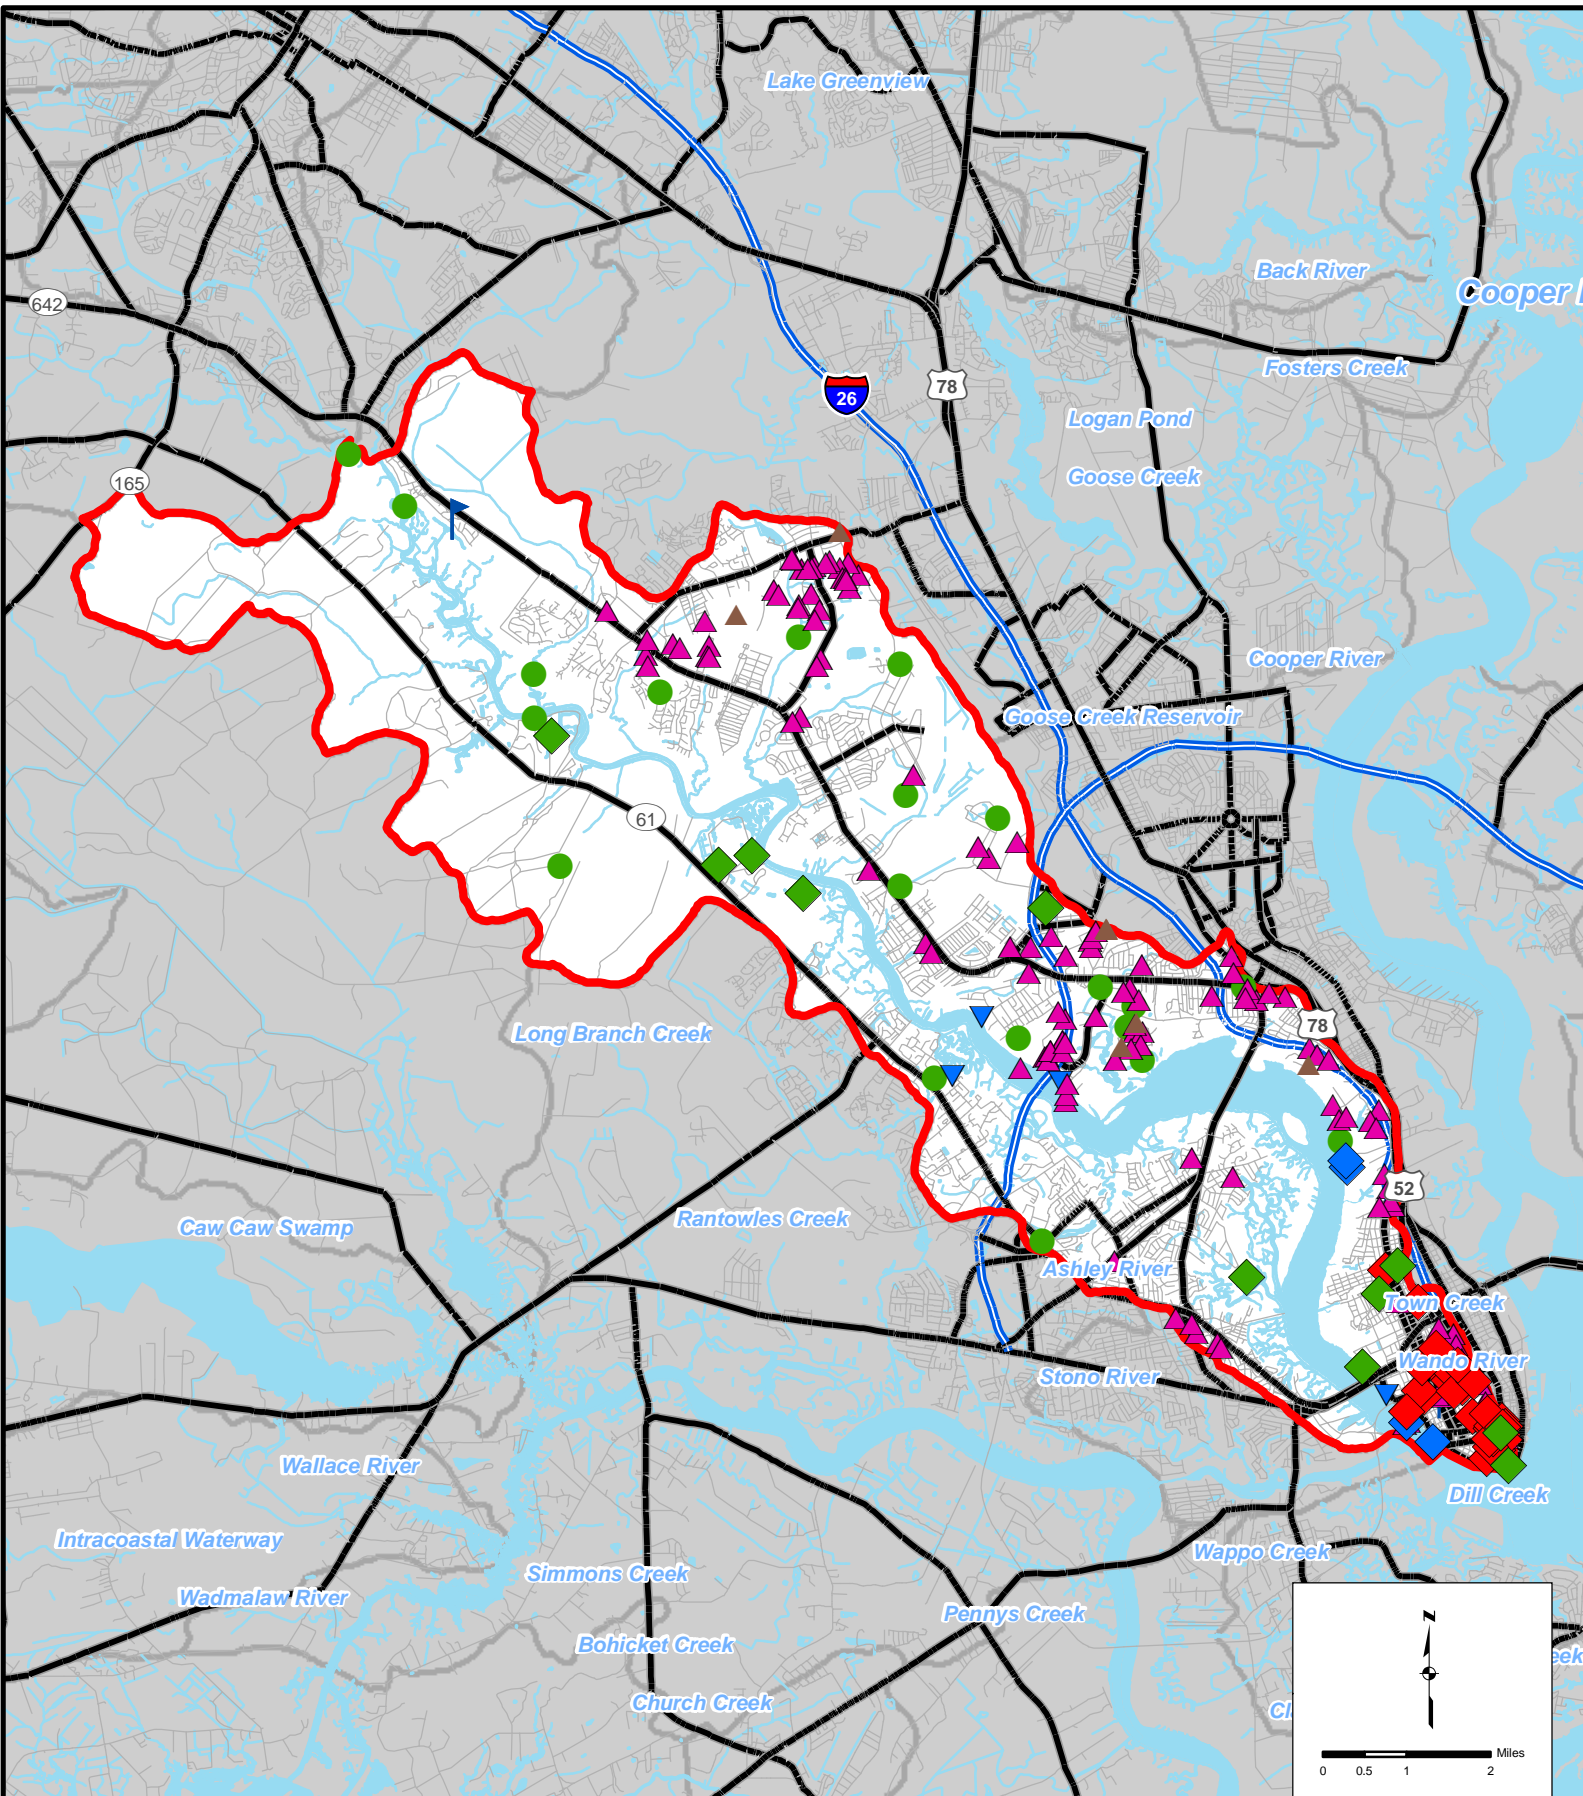 Lake Greenview
Back River
Cooper
642
Fosters Creek
78
26
Logan Pond
Goose Creek
165
Cooper River
Goose Creek Reservoir
61
Long Branch Creek
78
52
Caw Caw Swamp
Rantowles Creek
Ashley River
Town Creek
Wando River
Stono River
Wallace River
Dill Creek
Intracoastal Waterway
Wappo Creek
Simmons Creek
Wadmalaw River
Pennys Creek
N
Bohicket Creek
eek
Church Creek
Cl
Miles
0 0.5 1 2